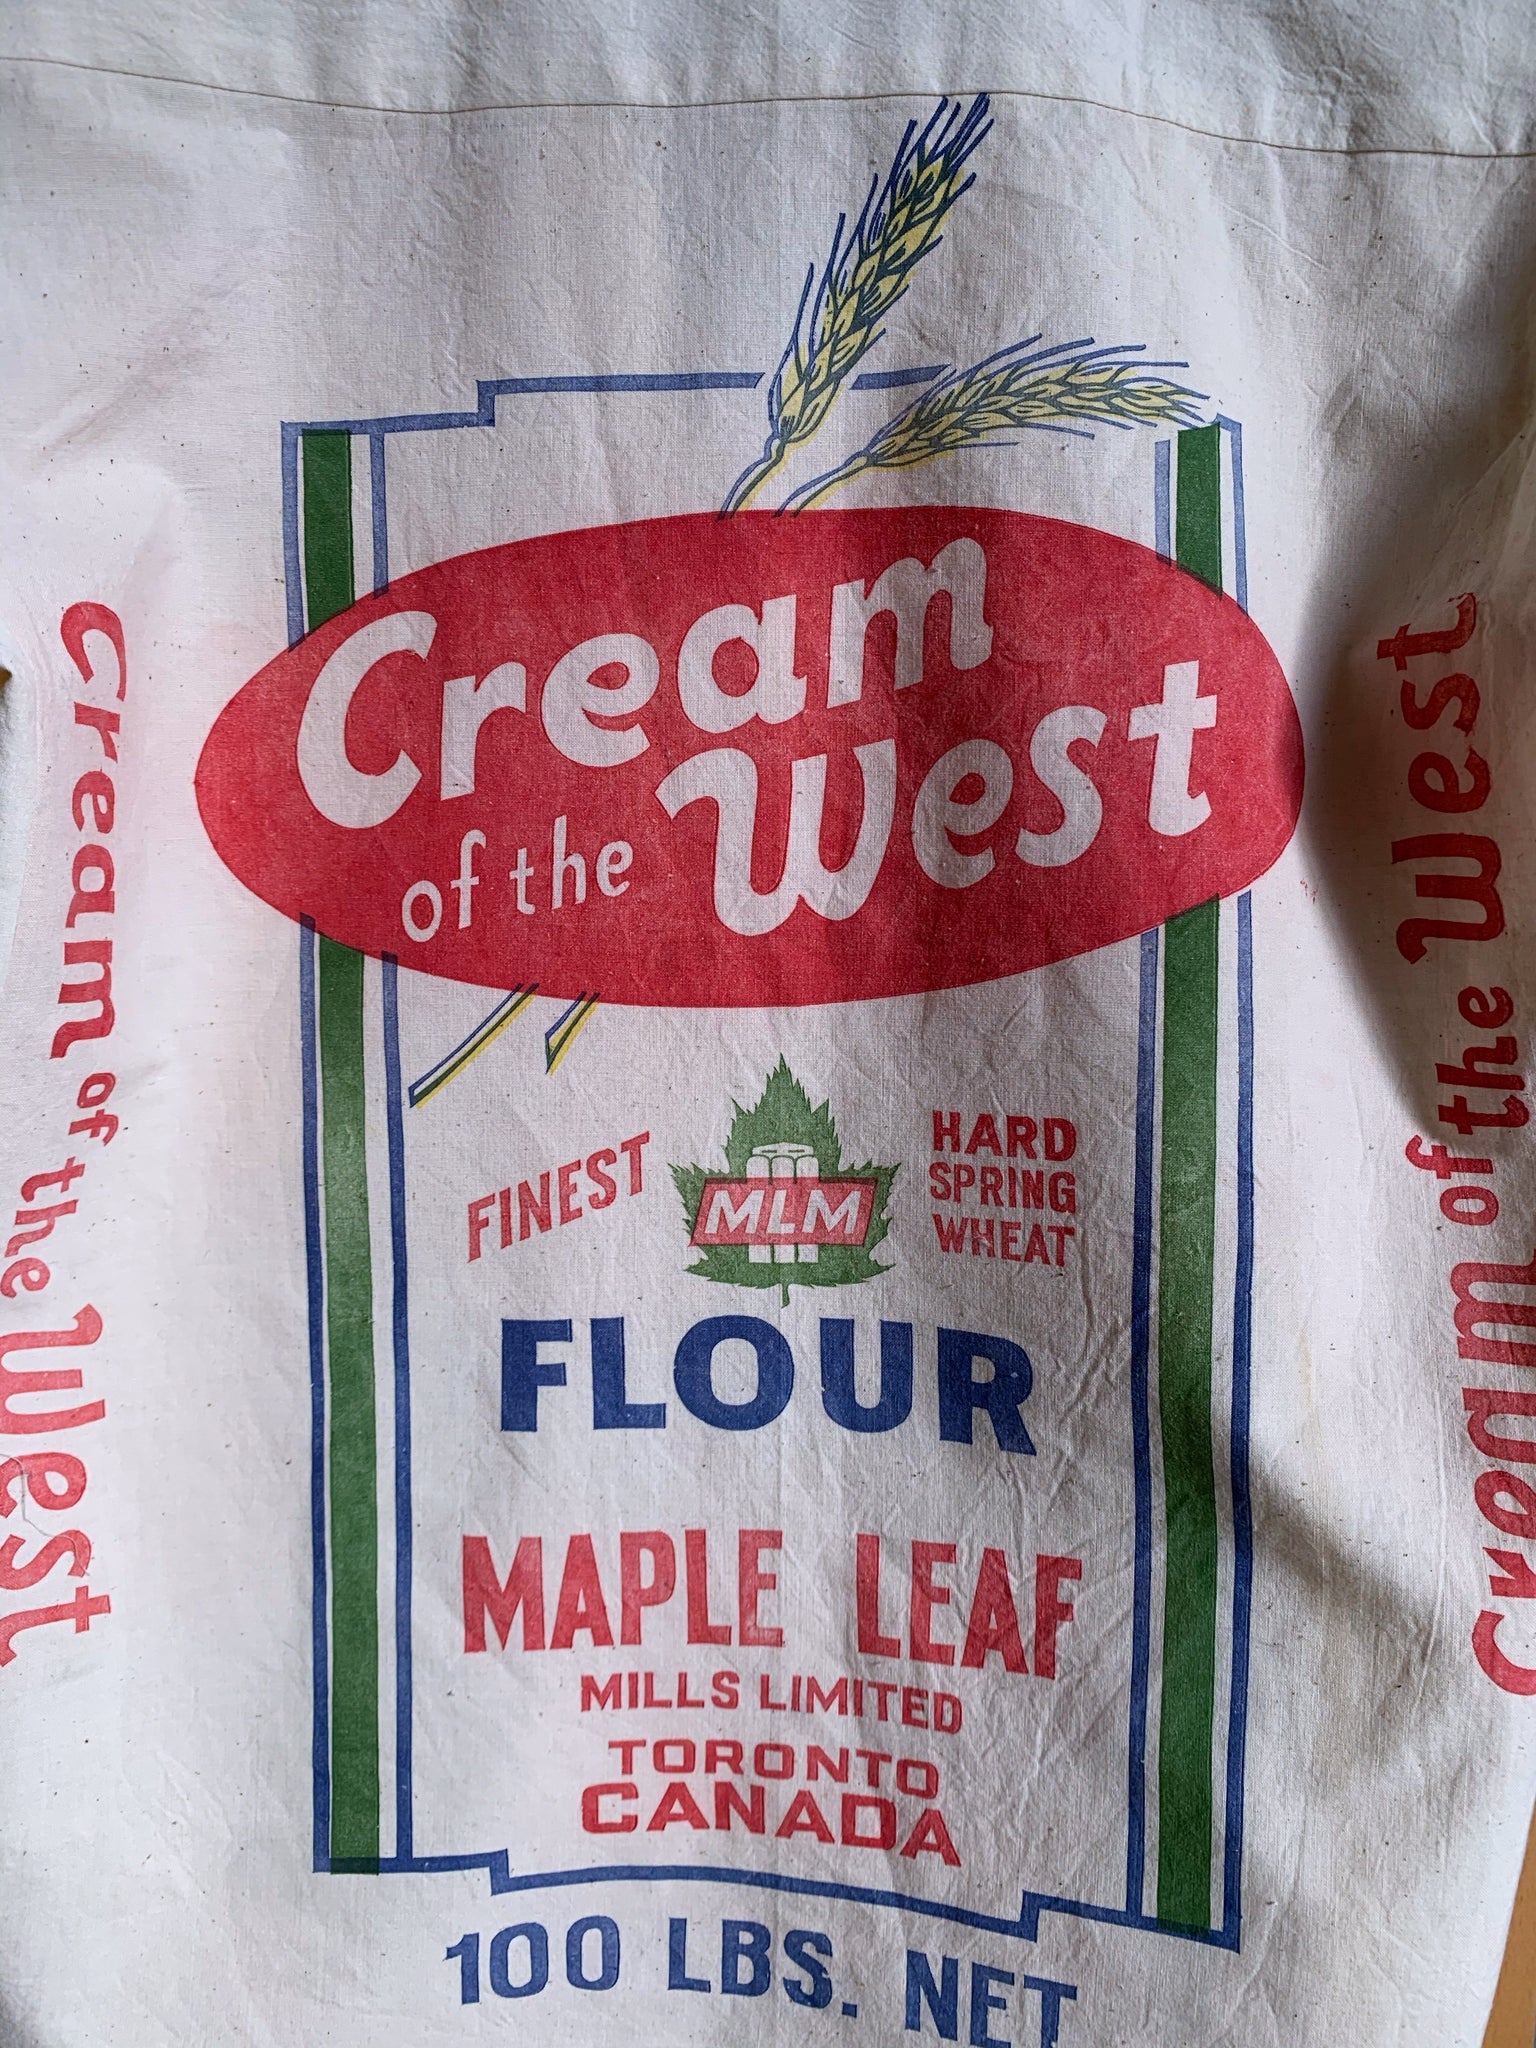 Cream
of the West
FINEST
MLM
HARD
SPRING
WHEAT
FLOUR
MAPLE LEAF
MILLS LIMITED
TORONTO
CANADA
100 LBS. NET
Cream of the West
Cream of the West